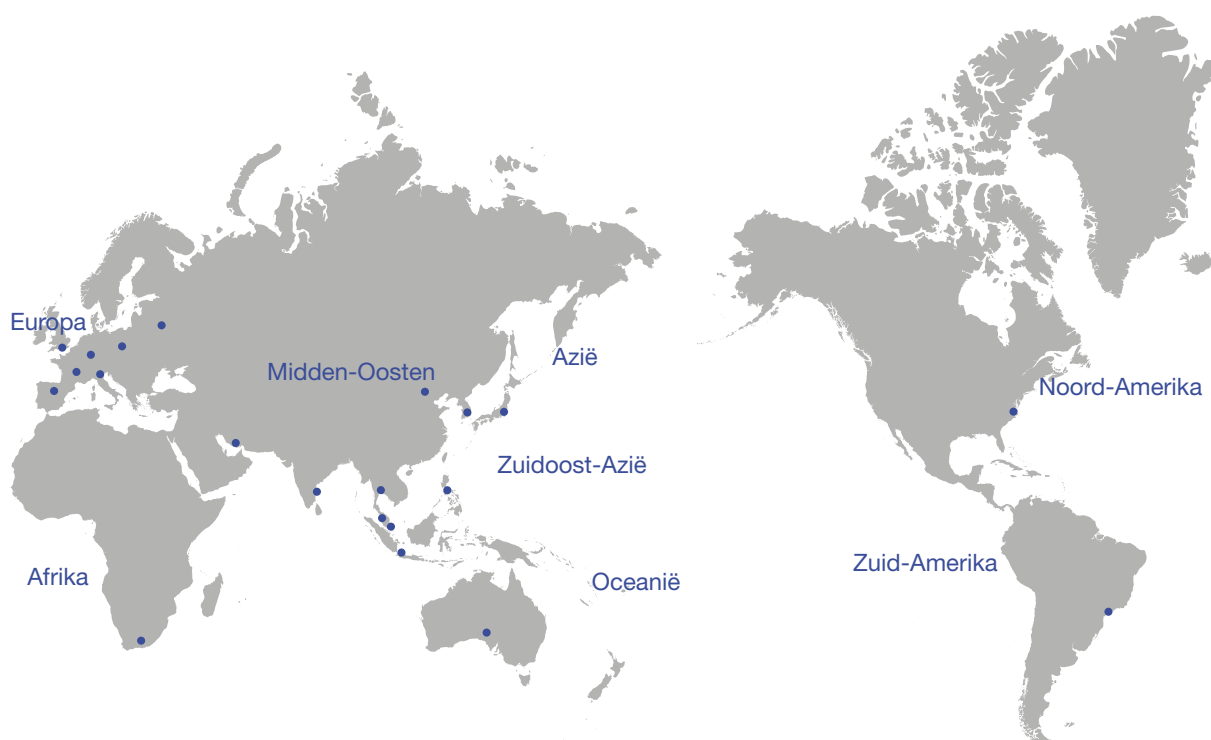 Europa
Azië
Midden-Oosten
Noord-Amerika
Zuidoost-Azië
Zuid-Amerika
Afrika
Oceanië